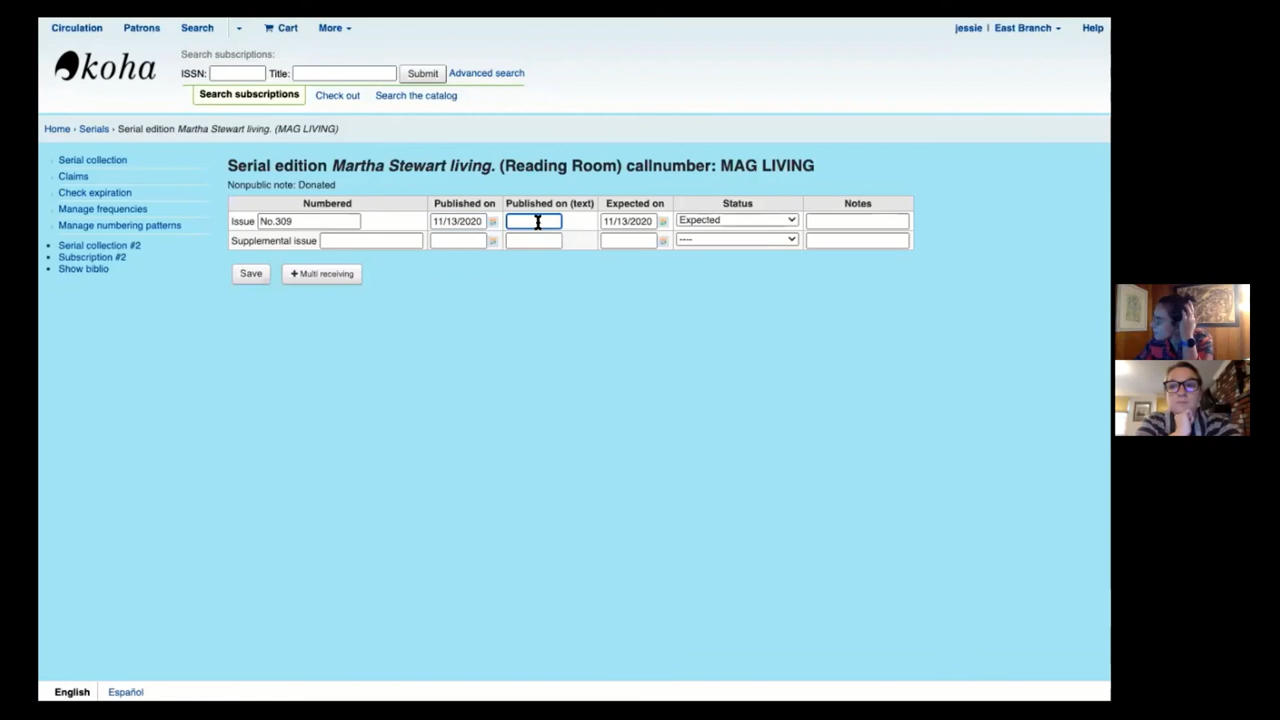 Circulation Patrons Search Cart More jessie | East Branch Help
koha
Search subscriptions:
ISSN: Title: Submit Advanced search
Search subscriptions Check out Search the catalog
Home › Serials › Serial edition Martha Stewart living. (MAG LIVING)
Serial collection
Claims
Check expiration
Manage frequencies
Manage numbering patterns
Serial collection #2
Subscription #2
Show biblio
Serial edition Martha Stewart living. (Reading Room) callnumber: MAG LIVING
Nonpublic note: Donated
Numbered Published on Published on (text) Expected on Status Notes
Issue No.309 11/13/2020 11/13/2020 Expected
Supplemental issue ----
Save + Multi receiving
English Español